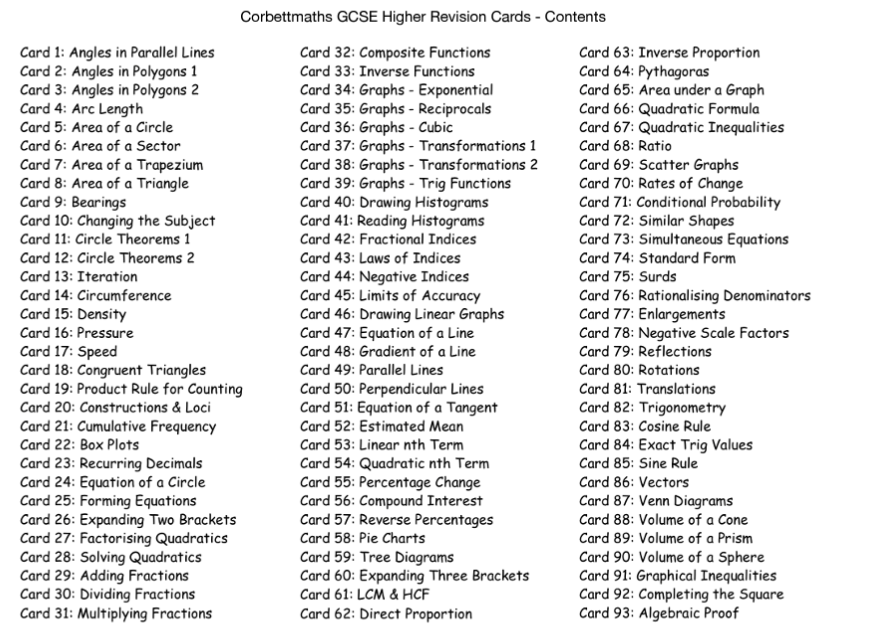 Corbettmaths GCSE Higher Revision Cards - Contents
Card 1: Angles in Parallel Lines
Card 2: Angles in Polygons 1
Card 3: Angles in Polygons 2
Card 4: Arc Length
Card 5: Area of a Circle
Card 6: Area of a Sector
Card 7: Area of a Trapezium
Card 8: Area of a Triangle
Card 9: Bearings
Card 10: Changing the Subject
Card 11: Circle Theorems 1
Card 12: Circle Theorems 2
Card 13: Iteration
Card 14: Circumference
Card 15: Density
Card 16: Pressure
Card 17: Speed
Card 18: Congruent Triangles
Card 19: Product Rule for Counting
Card 20: Constructions & Loci
Card 21: Cumulative Frequency
Card 22: Box Plots
Card 23: Recurring Decimals
Card 24: Equation of a Circle
Card 25: Forming Equations
Card 26: Expanding Two Brackets
Card 27: Factorising Quadratics
Card 28: Solving Quadratics
Card 29: Adding Fractions
Card 30: Dividing Fractions
Card 31: Multiplying Fractions
Card 32: Composite Functions
Card 33: Inverse Functions
Card 34: Graphs - Exponential
Card 35: Graphs - Reciprocals
Card 36: Graphs - Cubic
Card 37: Graphs - Transformations 1
Card 38: Graphs - Transformations 2
Card 39: Graphs - Trig Functions
Card 40: Drawing Histograms
Card 41: Reading Histograms
Card 42: Fractional Indices
Card 43: Laws of Indices
Card 44: Negative Indices
Card 45: Limits of Accuracy
Card 46: Drawing Linear Graphs
Card 47: Equation of a Line
Card 48: Gradient of a Line
Card 49: Parallel Lines
Card 50: Perpendicular Lines
Card 51: Equation of a Tangent
Card 52: Estimated Mean
Card 53: Linear nth Term
Card 54: Quadratic nth Term
Card 55: Percentage Change
Card 56: Compound Interest
Card 57: Reverse Percentages
Card 58: Pie Charts
Card 59: Tree Diagrams
Card 60: Expanding Three Brackets
Card 61: LCM & HCF
Card 62: Direct Proportion
Card 63: Inverse Proportion
Card 64: Pythagoras
Card 65: Area under a Graph
Card 66: Quadratic Formula
Card 67: Quadratic Inequalities
Card 68: Ratio
Card 69: Scatter Graphs
Card 70: Rates of Change
Card 71: Conditional Probability
Card 72: Similar Shapes
Card 73: Simultaneous Equations
Card 74: Standard Form
Card 75: Surds
Card 76: Rationalising Denominators
Card 77: Enlargements
Card 78: Negative Scale Factors
Card 79: Reflections
Card 80: Rotations
Card 81: Translations
Card 82: Trigonometry
Card 83: Cosine Rule
Card 84: Exact Trig Values
Card 85: Sine Rule
Card 86: Vectors
Card 87: Venn Diagrams
Card 88: Volume of a Cone
Card 89: Volume of a Prism
Card 90: Volume of a Sphere
Card 91: Graphical Inequalities
Card 92: Completing the Square
Card 93: Algebraic Proof